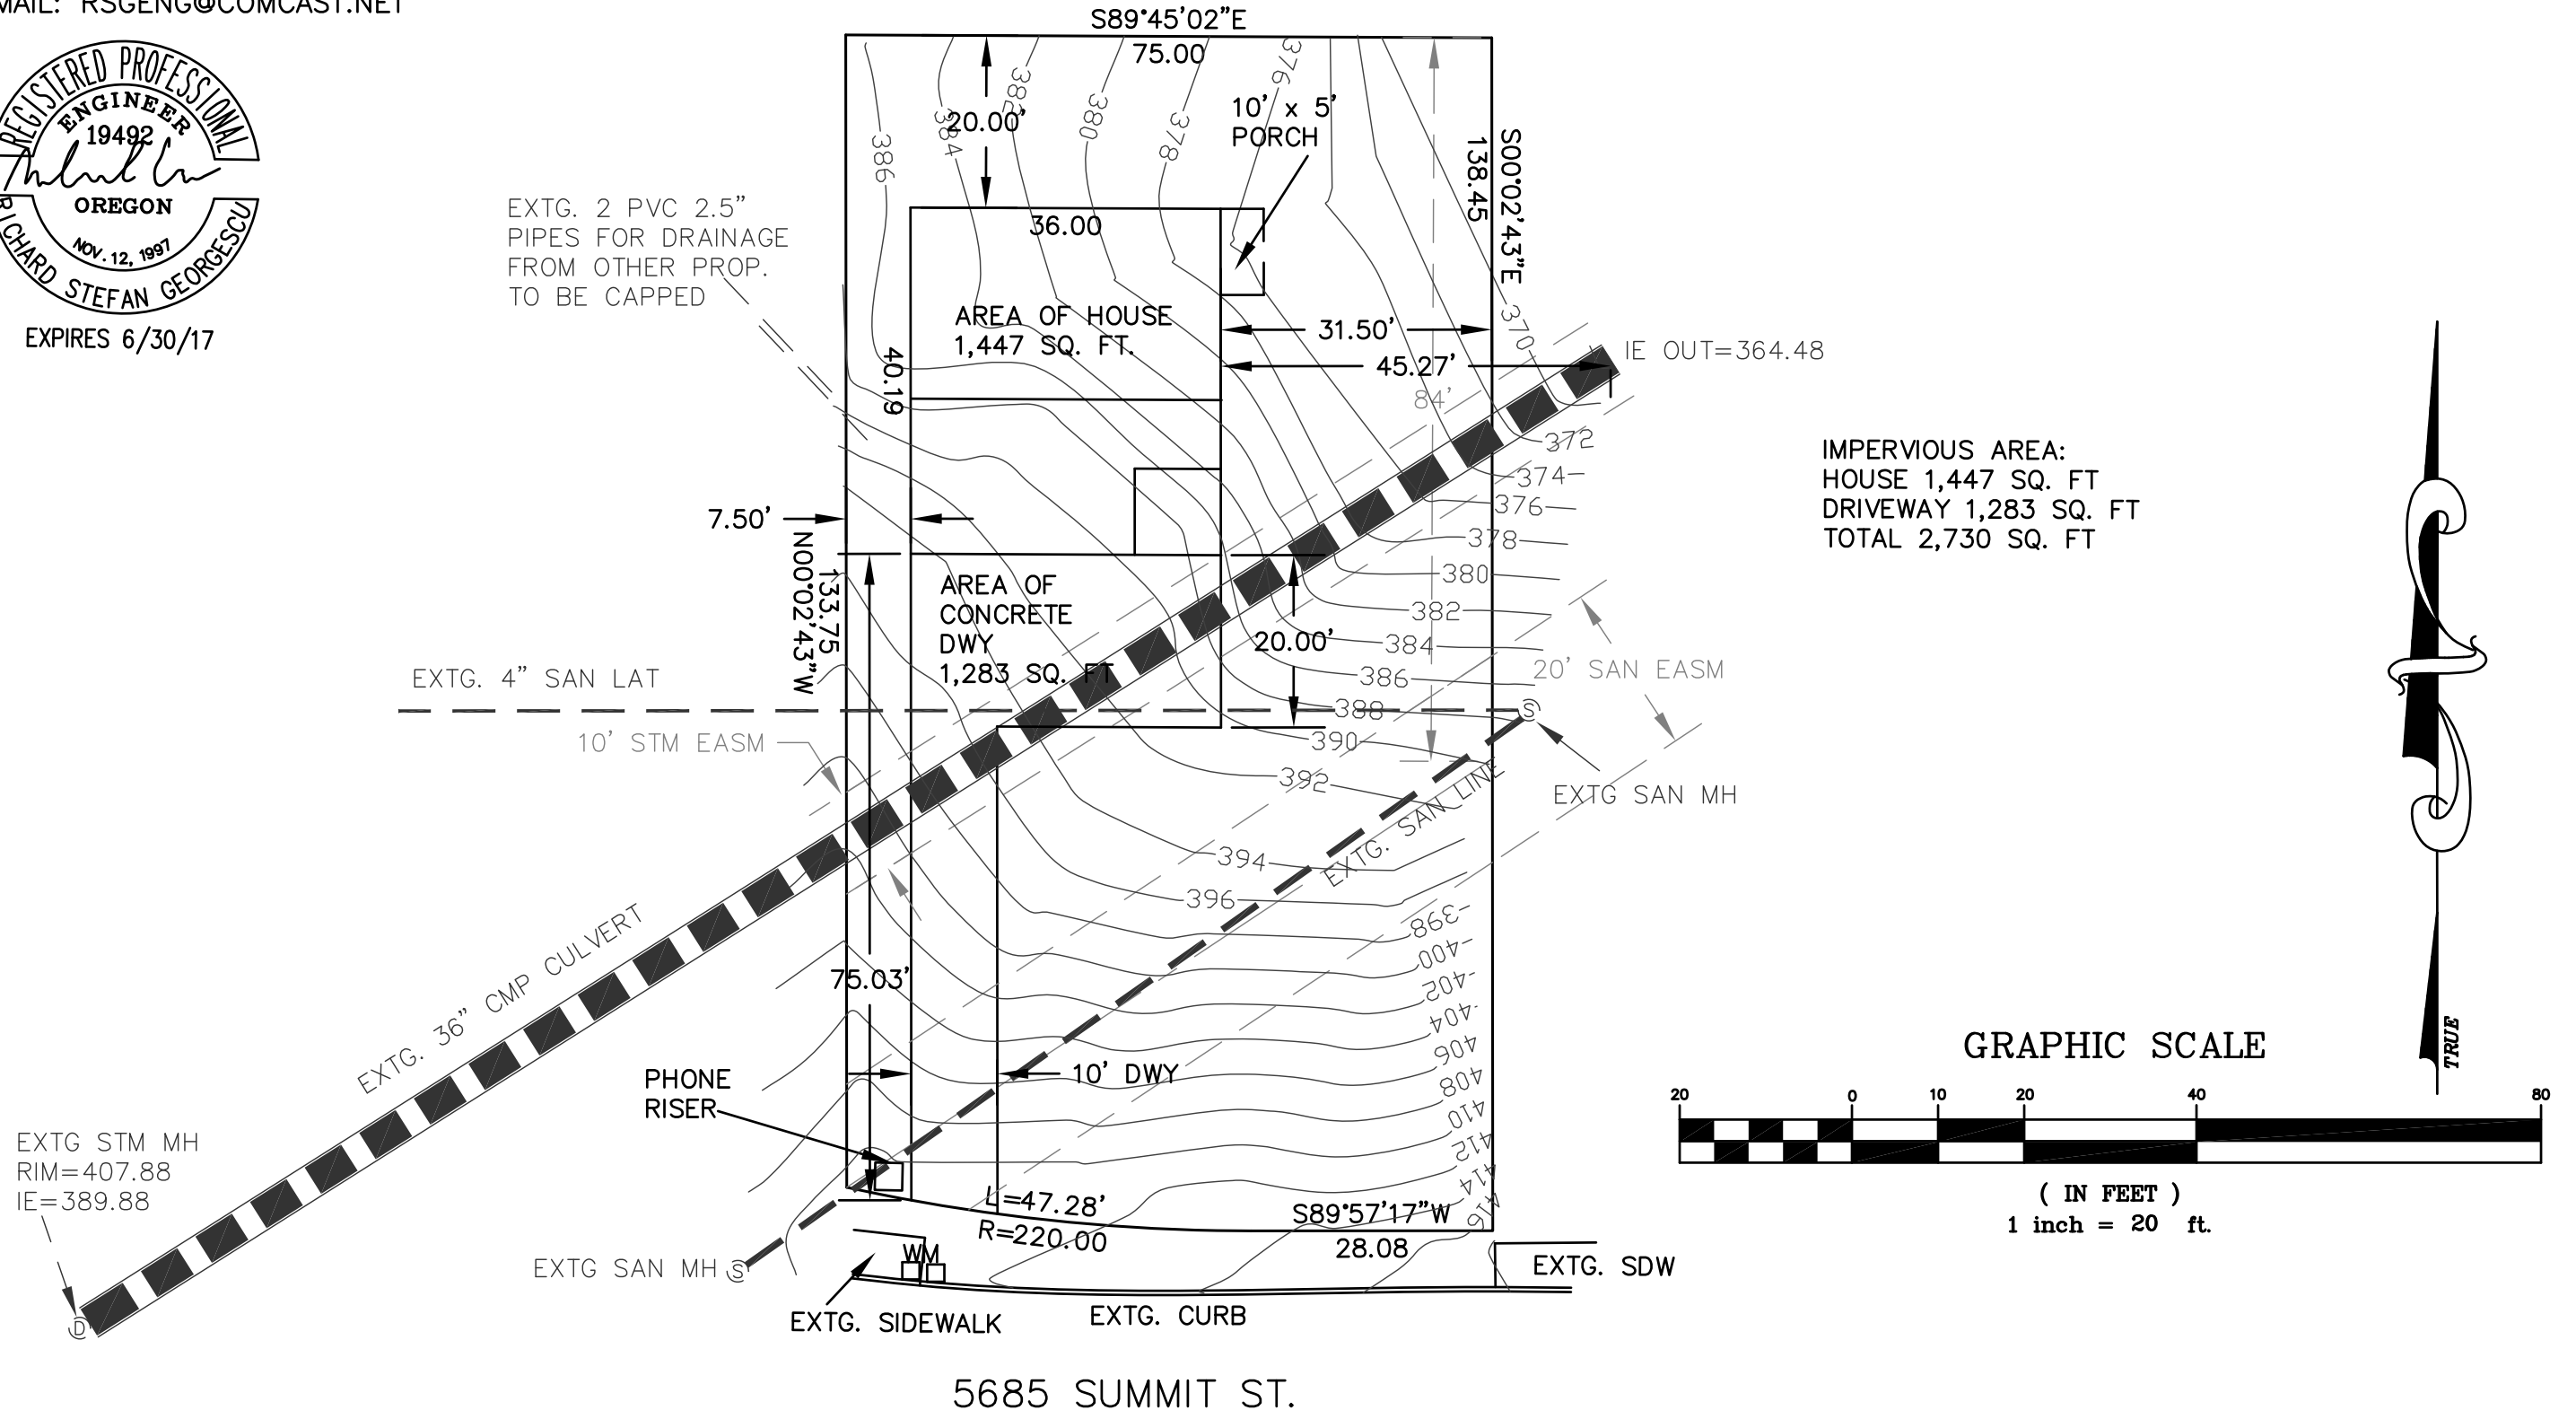 MAIL: RSGENG@COMCAST.NET
REGISTERED PROFESSIONAL
ENGINEER
19492
OREGON
NOV. 12, 1997
RICHARD STEFAN GEORGESCU
EXPIRES 6/30/17
S89°45'02"E
75.00
20.00'
10' x 5'
PORCH
386
384
382
380
378
376
S00°02'43"E
138.45
EXTG. 2 PVC 2.5"
PIPES FOR DRAINAGE
FROM OTHER PROP.
TO BE CAPPED
36.00
AREA OF HOUSE
1,447 SQ. FT.
40.19
31.50'
45.27'
84'
370
IE OUT=364.48
372
374
376
378
380
382
384
386
388
390
392
394
396
398
400
402
404
406
408
410
412
414
416
7.50'
N00°02'43"W
133.75
AREA OF
CONCRETE
DWY
1,283 SQ. FT
20.00'
IMPERVIOUS AREA:
HOUSE 1,447 SQ. FT
DRIVEWAY 1,283 SQ. FT
TOTAL 2,730 SQ. FT
EXTG. 4" SAN LAT
10' STM EASM
20' SAN EASM
S
EXTG SAN MH
EXTG. SAN LINE
EXTG. 36" CMP CULVERT
75.03'
PHONE
RISER
10' DWY
EXTG STM MH
RIM=407.88
IE=389.88
D
L=47.28'
R=220.00
S89°57'17"W
28.08
EXTG SAN MH
S
WM
EXTG. SIDEWALK
EXTG. CURB
EXTG. SDW
TRUE
GRAPHIC SCALE
20 0 10 20 40 80
( IN FEET )
1 inch = 20 ft.
5685 SUMMIT ST.